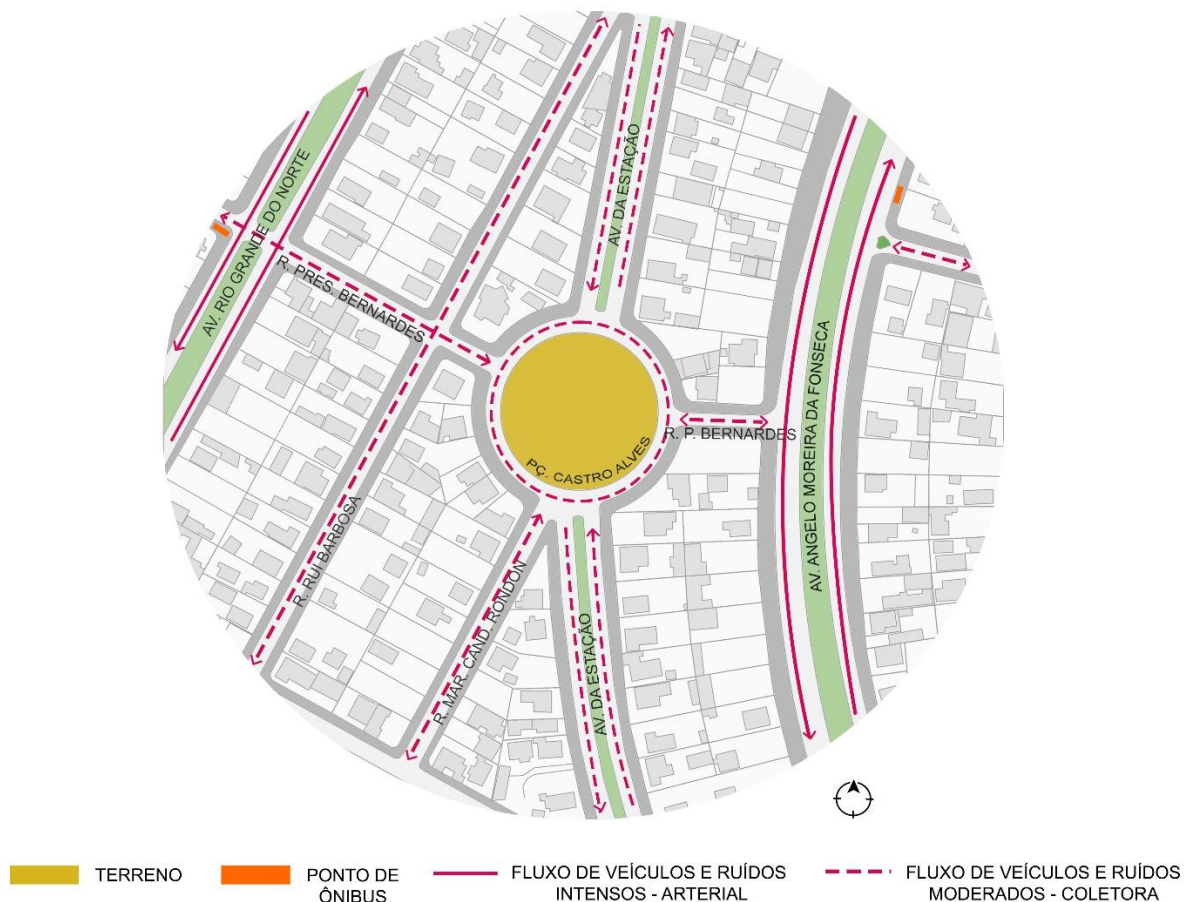 AV. DA ESTAÇÃO
AV. RIO GRANDE DO NORTE
R. PRES. BERNARDES
AV. ANGELO MOREIRA DA FONSECA
R. P. BERNARDES
PÇ. CASTRO ALVES
R. RUI BARBOSA
R. MAR. CAND. RONDON
AV. DA ESTAÇÃO
TERRENO
PONTO DE
ÔNIBUS
FLUXO DE VEÍCULOS E RUÍDOS
INTENSOS - ARTERIAL
FLUXO DE VEÍCULOS E RUÍDOS
MODERADOS - COLETORA